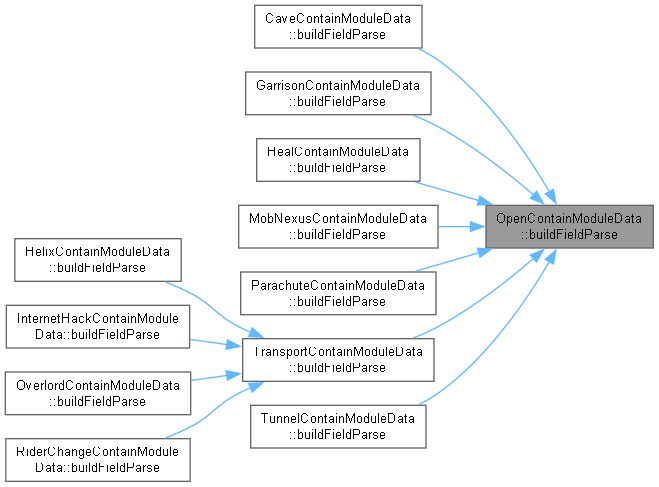 CaveContainModuleData
::buildFieldParse
GarrisonContainModuleData
::buildFieldParse
HealContainModuleData
::buildFieldParse
MobNexusContainModuleData
::buildFieldParse
OpenContainModuleData
::buildFieldParse
HelixContainModuleData
::buildFieldParse
ParachuteContainModuleData
::buildFieldParse
InternetHackContainModule
Data::buildFieldParse
TransportContainModuleData
::buildFieldParse
OverlordContainModuleData
::buildFieldParse
TunnelContainModuleData
::buildFieldParse
RiderChangeContainModule
Data::buildFieldParse